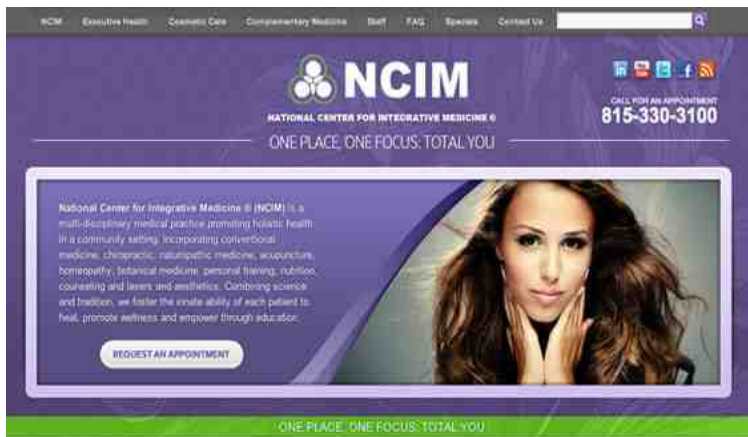 NCIM Executive Health Cosmetic Care Complementary Medicine Staff FAQ Specials Contact Us
NCIM
NATIONAL CENTER FOR INTEGRATIVE MEDICINE ®
CALL FOR AN APPOINTMENT
815-330-3100
ONE PLACE, ONE FOCUS: TOTAL YOU
National Center for Integrative Medicine ® (NCIM) is a
multi-disciplinary medical practice promoting holistic health
in a community setting, incorporating conventional
medicine, chiropractic, naturopathic medicine, acupuncture,
homeopathy, botanical medicine, personal training, nutrition,
counseling and lasers and aesthetics. Combining science
and tradition, we foster the innate ability of each patient to
heal, promote wellness and empower through education.
REQUEST AN APPOINTMENT
ONE PLACE, ONE FOCUS: TOTAL YOU